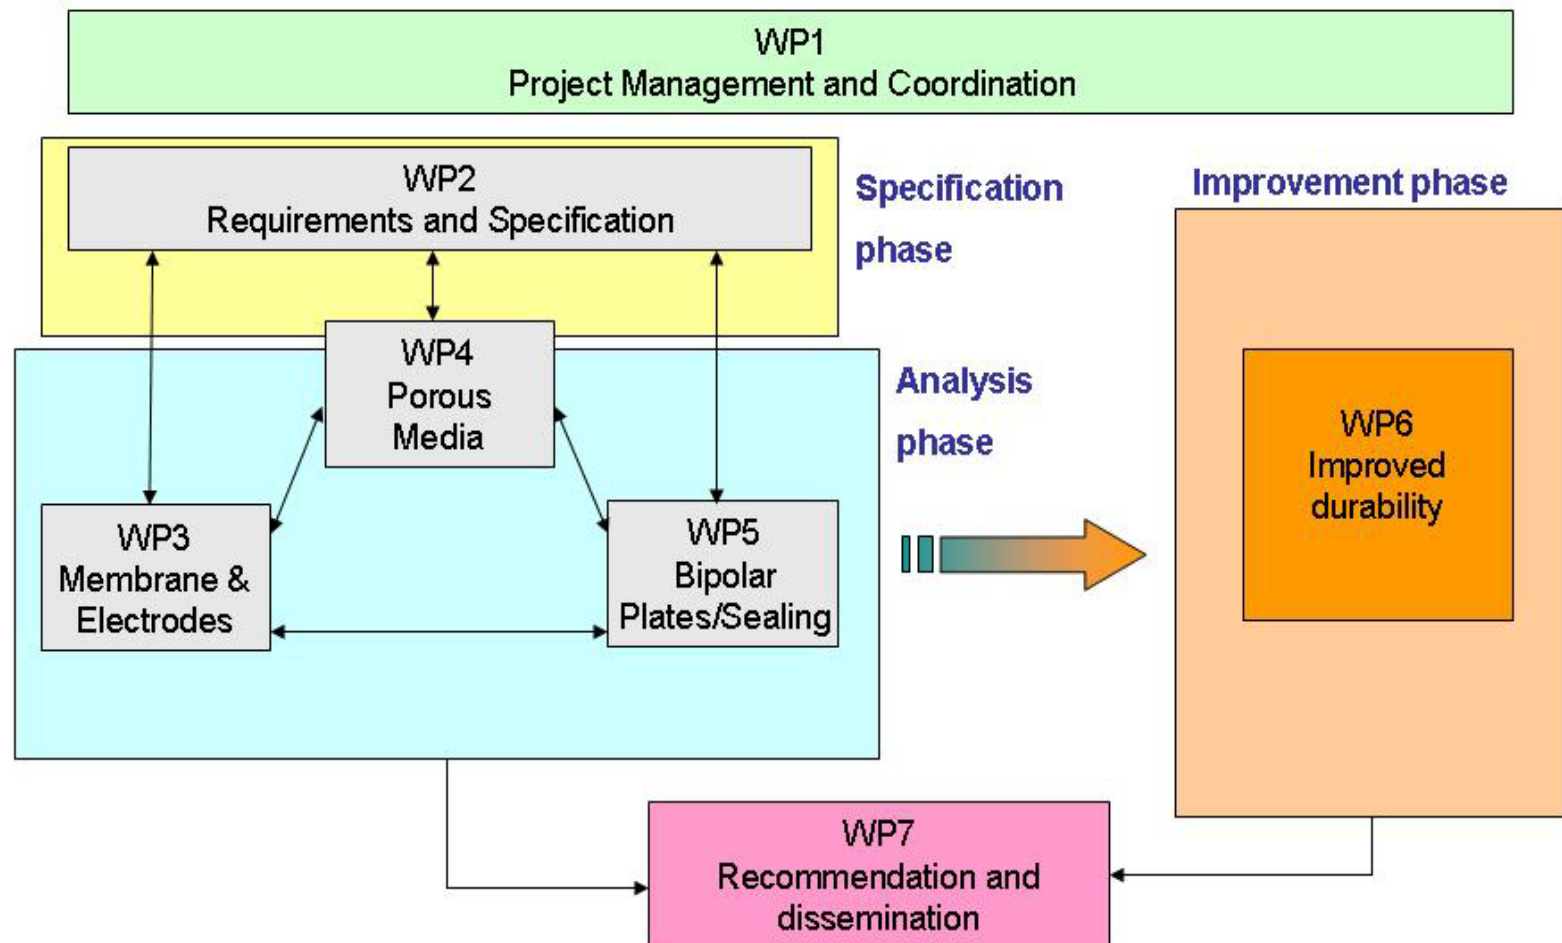 WP1
Project Management and Coordination
WP2
Requirements and Specification
Specification
phase
Improvement phase
WP4
Porous
Media
Analysis
phase
WP6
Improved
durability
WP3
Membrane &
Electrodes
WP5
Bipolar
Plates/Sealing
WP7
Recommendation and
dissemination